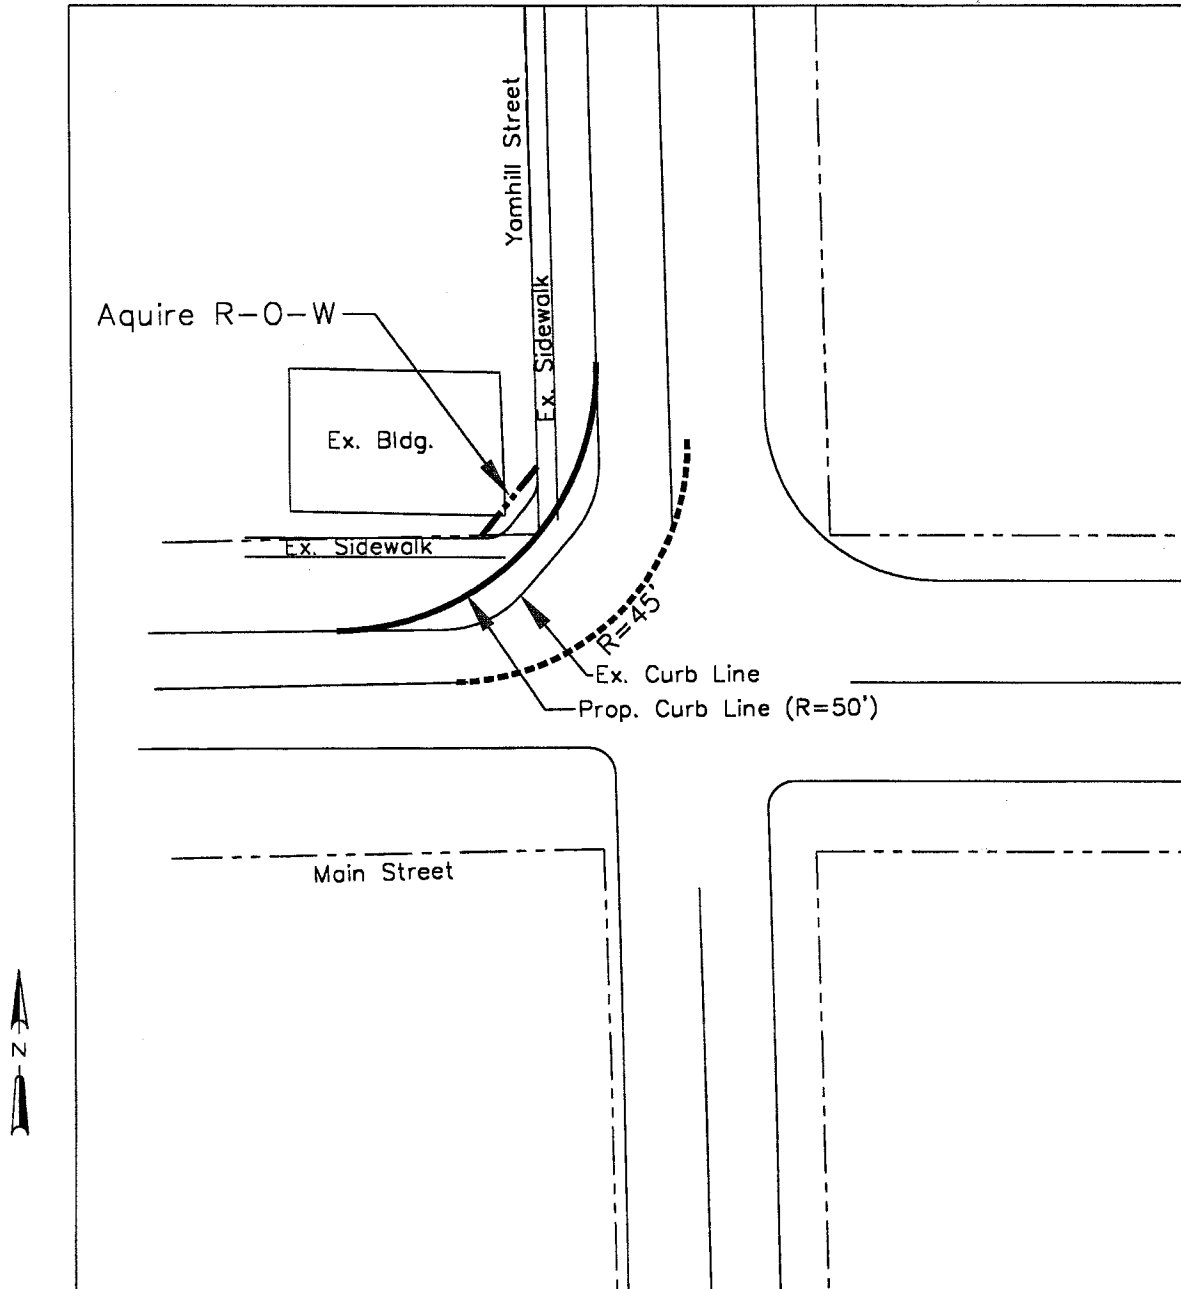 Yamhill Street
Aquire R-O-W
Ex. Sidewalk
Ex. Bldg.
Ex. Sidewalk
R=45'
Ex. Curb Line
Prop. Curb Line (R=50')
Main Street
N